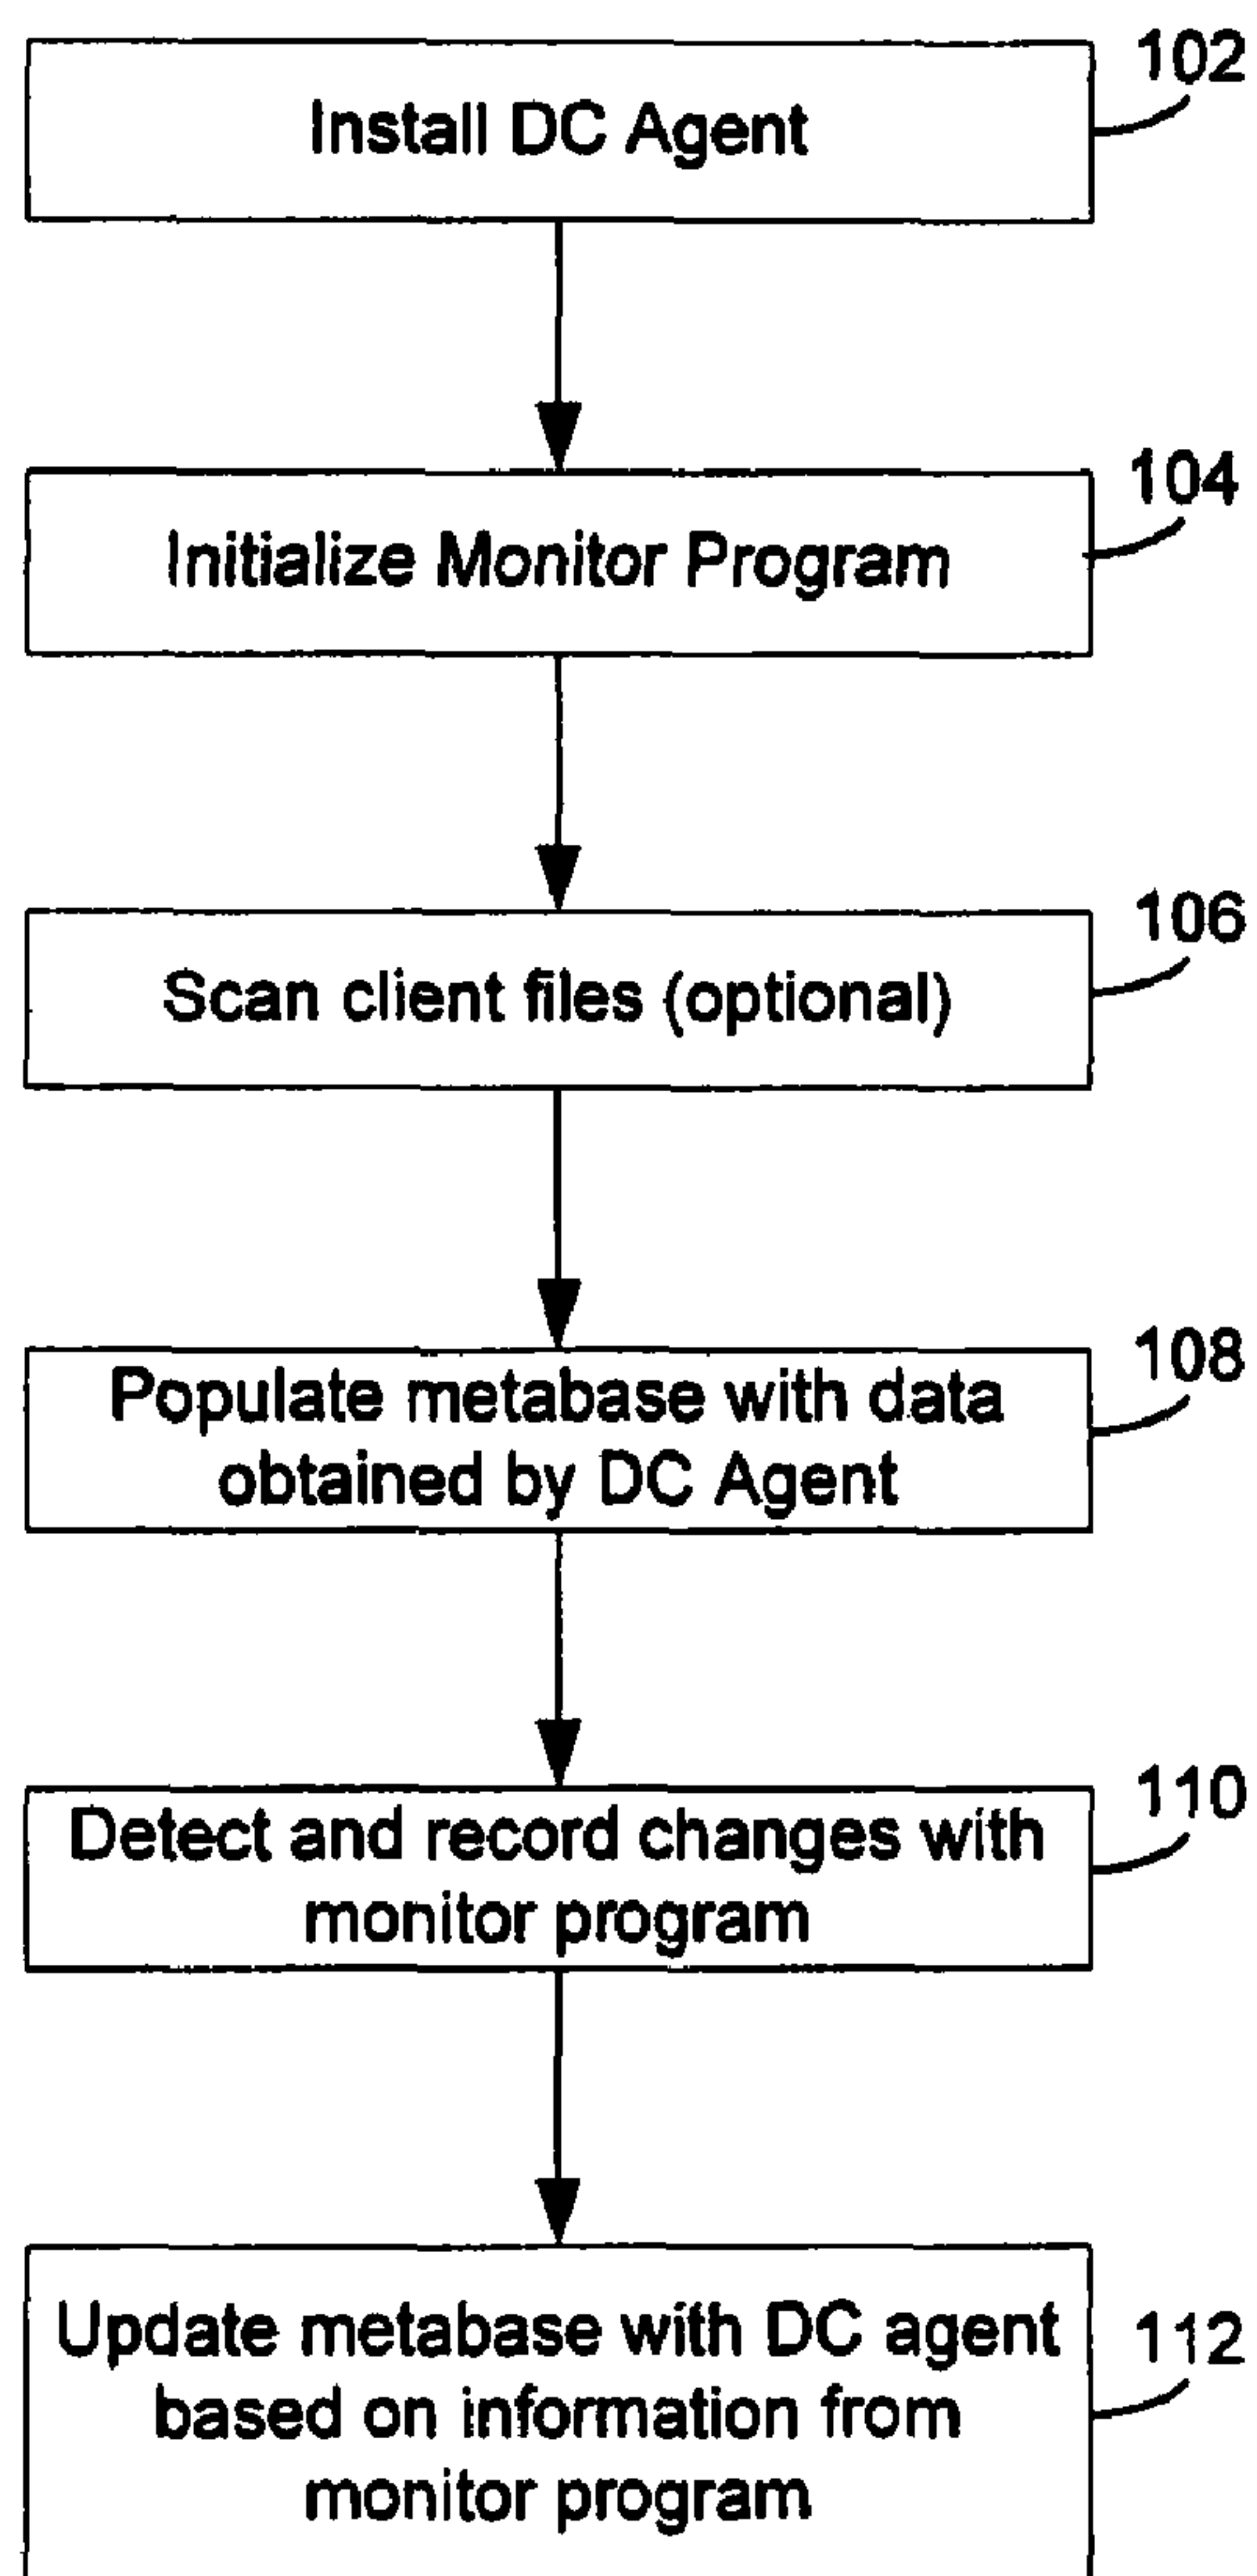 102
Install DC Agent
104
Initialize Monitor Program
106
Scan client files (optional)
108
Populate metabase with data
obtained by DC Agent
110
Detect and record changes with
monitor program
112
Update metabase with DC agent
based on information from
monitor program